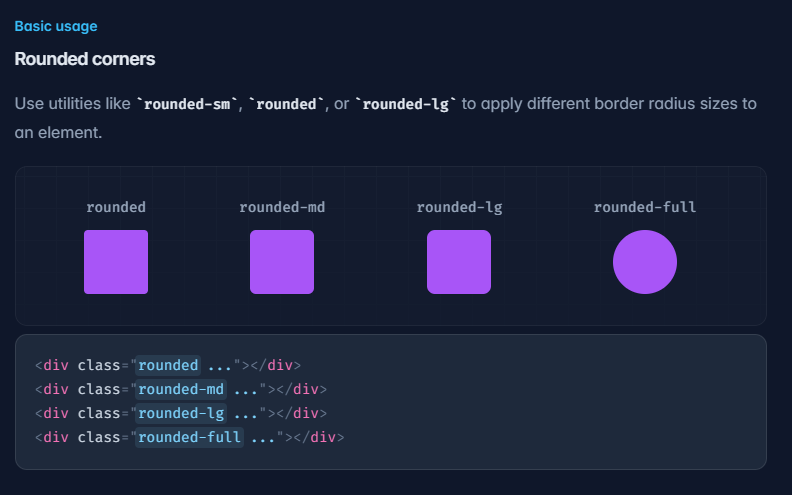 Basic usage
Rounded corners
Use utilities like `rounded-sm`, `rounded`, or `rounded-lg` to apply different border radius sizes to
an element.
rounded rounded-md rounded-lg rounded-full
<div class="rounded ..."></div>
<div class="rounded-md ..."></div>
<div class="rounded-lg ..."></div>
<div class="rounded-full ..."></div>